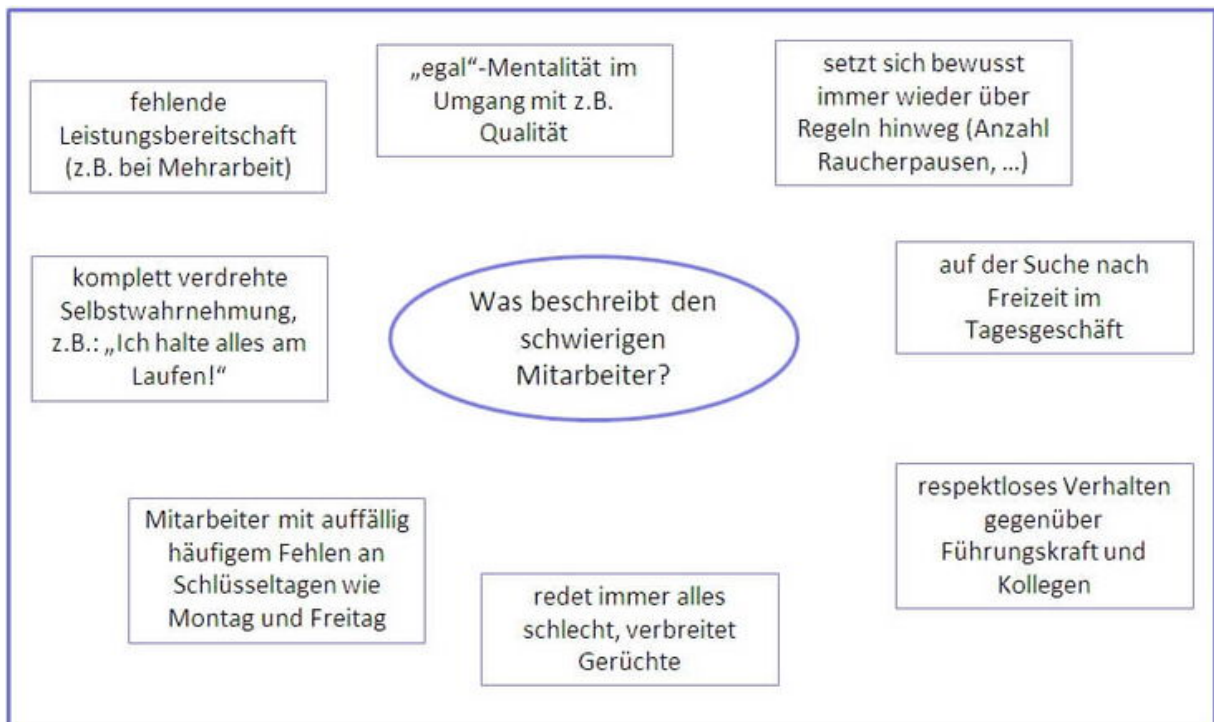 fehlende
Leistungsbereitschaft
(z.B. bei Mehrarbeit)
„egal“-Mentalität im
Umgang mit z.B.
Qualität
setzt sich bewusst
immer wieder über
Regeln hinweg (Anzahl
Raucherpausen, ...)
komplett verdrehte
Selbstwahrnehmung,
z.B.: „Ich halte alles am
Laufen!“
Was beschreibt den
schwierigen
Mitarbeiter?
auf der Suche nach
Freizeit im
Tagesgeschäft
Mitarbeiter mit auffällig
häufigem Fehlen an
Schlüsseltagen wie
Montag und Freitag
redet immer alles
schlecht, verbreitet
Gerüchte
respektloses Verhalten
gegenüber
Führungskraft und
Kollegen